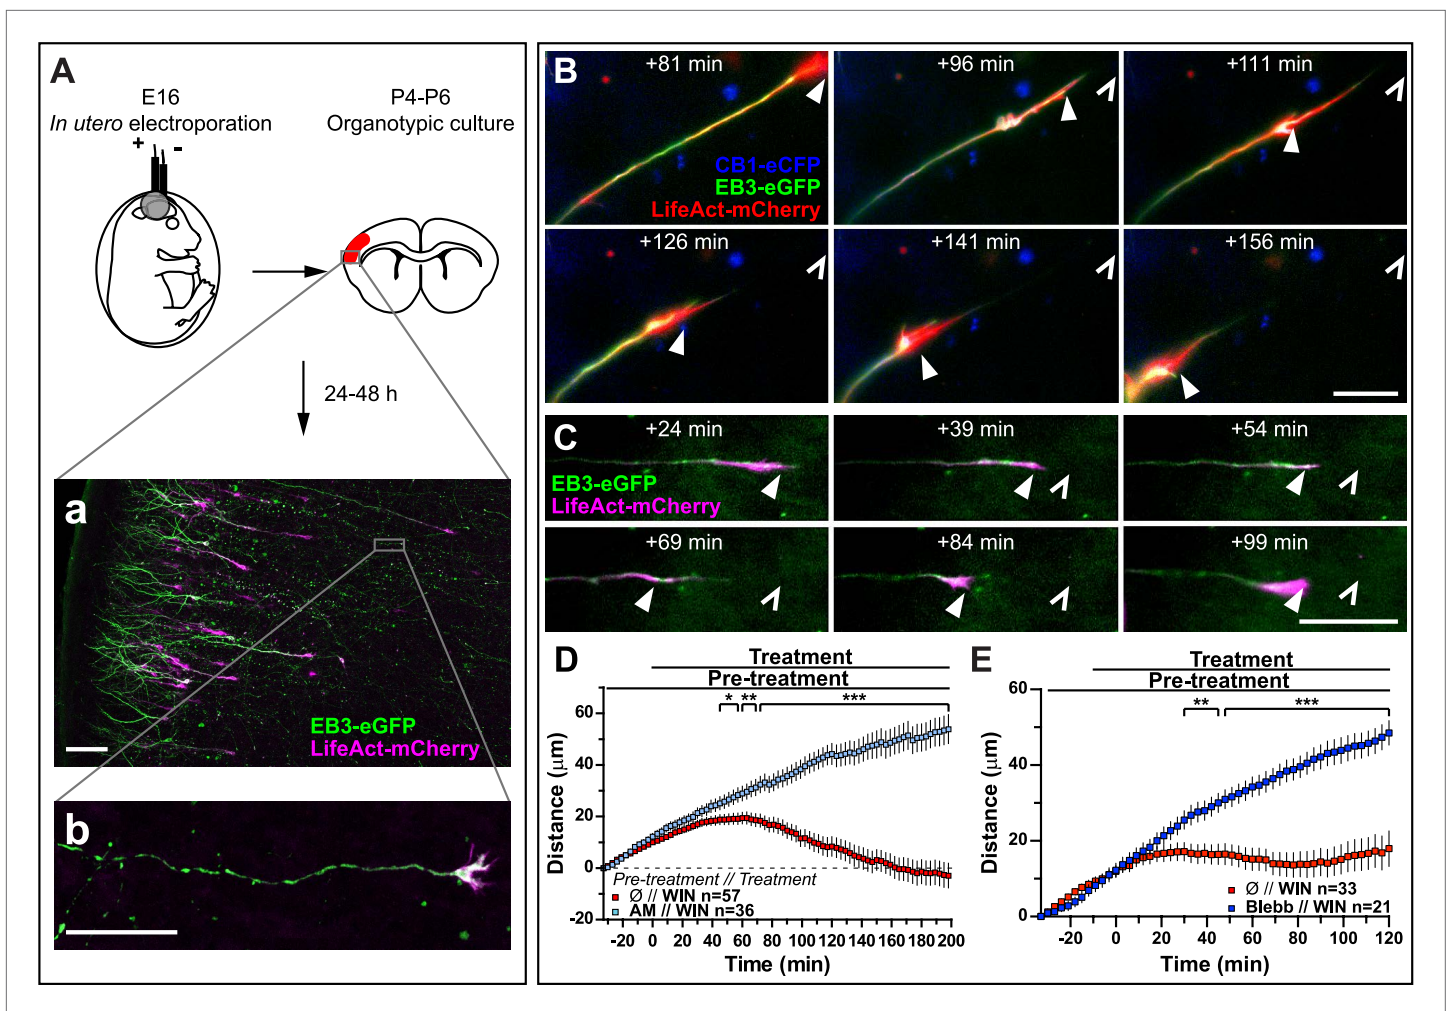 A
E16
In utero electroporation
+ -
P4-P6
Organotypic culture
24-48 h
a
EB3-eGFP
LifeAct-mCherry
b
B
+81 min
+96 min
+111 min
CB1-eCFP
EB3-eGFP
LifeAct-mCherry
+126 min
+141 min
+156 min
C
+24 min
+39 min
+54 min
EB3-eGFP
LifeAct-mCherry
+69 min
+84 min
+99 min
D
Treatment
Pre-treatment
* ** ***
60
40
20
0
-20
Distance (μm)
Pre-treatment // Treatment
Ø // WIN n=57
AM // WIN n=36
-20 0 20 40 60 80 100 120 140 160 180 200
Time (min)
E
Treatment
Pre-treatment
** ***
60
40
20
0
Distance (μm)
Ø // WIN n=33
Blebb // WIN n=21
-20 0 20 40 60 80 100 120
Time (min)